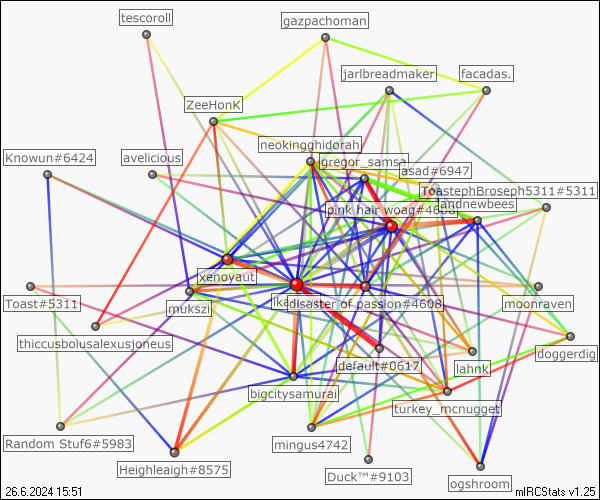 tescoroll
gazpachoman
jarlbreadmaker
facadas.
ZeeHonK
neokingghidorah
Knowun#6424
avelicious
gregor_samsa
asad#6947
ToastephBroseph5311#5311
pink hair woag#4683
andnewbees
xenoyaut
Toast#5311
mukszi
disaster of passion#4608
moonraven
thiccusboiusalexusjoneus
default#0617
lahnk
doggerdig
bigcitysamurai
turkey_mcnugget
Random Stuf6#5983
mingus4742
Heighleaigh#8575
Duck™#9103
ogshroom
26.6.2024 15:51
mIRCStats v1.25